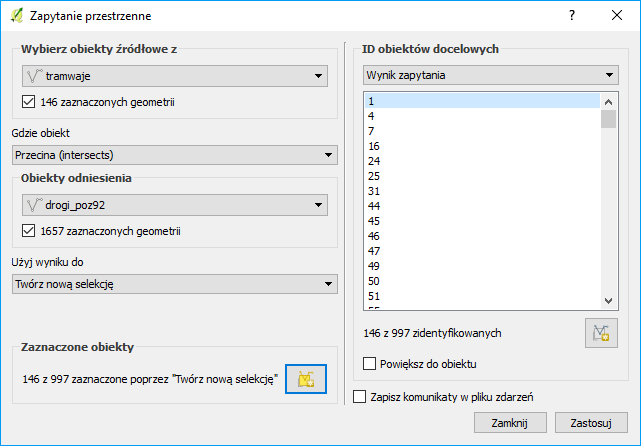 Zapytanie przestrzenne
Wybierz obiekty źródłowe z
tramwaje
146 zaznaczonych geometrii
Gdzie obiekt
Przecina (intersects)
Obiekty odniesienia
drogi_poz92
1657 zaznaczonych geometrii
Użyj wyniku do
Twórz nową selekcję
Zaznaczone obiekty
146 z 997 zaznaczone poprzez "Twórz nową selekcję"
ID obiektów docelowych
Wynik zapytania
1
4
7
16
24
25
31
44
45
46
47
49
50
51
55
146 z 997 zidentyfikowanych
Powiększ do obiektu
Zapisz komunikaty w pliku zdarzeń
Zamknij
Zastosuj